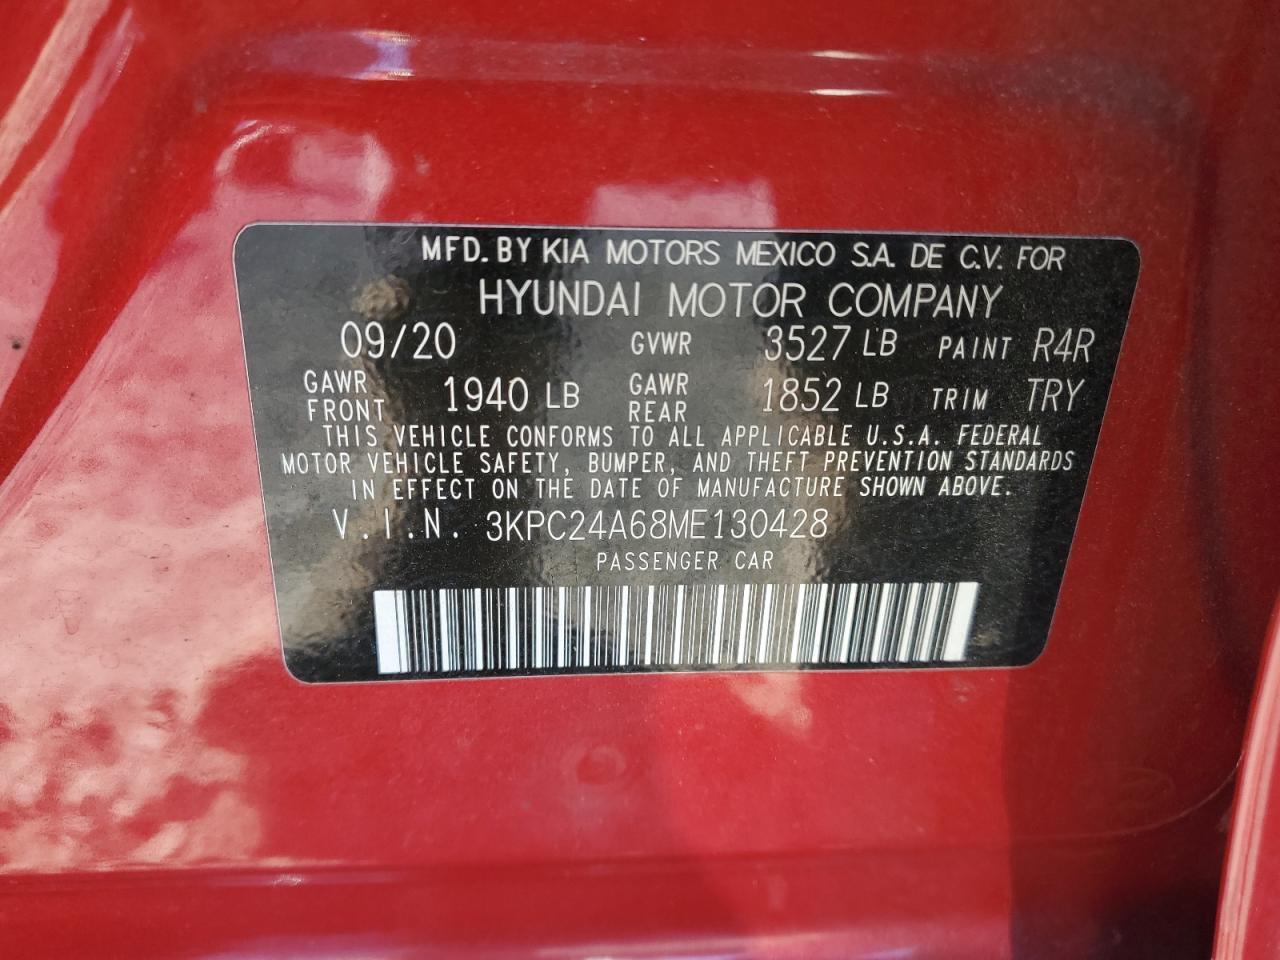 MFD. BY KIA MOTORS MEXICO S.A. DE C.V. FOR
HYUNDAI MOTOR COMPANY
09/20 GVWR 3527 LB PAINT R4R
GAWR FRONT 1940 LB GAWR REAR 1852 LB TRIM TRY
THIS VEHICLE CONFORMS TO ALL APPLICABLE U.S.A. FEDERAL
MOTOR VEHICLE SAFETY, BUMPER, AND THEFT PREVENTION STANDARDS
IN EFFECT ON THE DATE OF MANUFACTURE SHOWN ABOVE.
V.I.N. 3KPC24A68ME130428
PASSENGER CAR